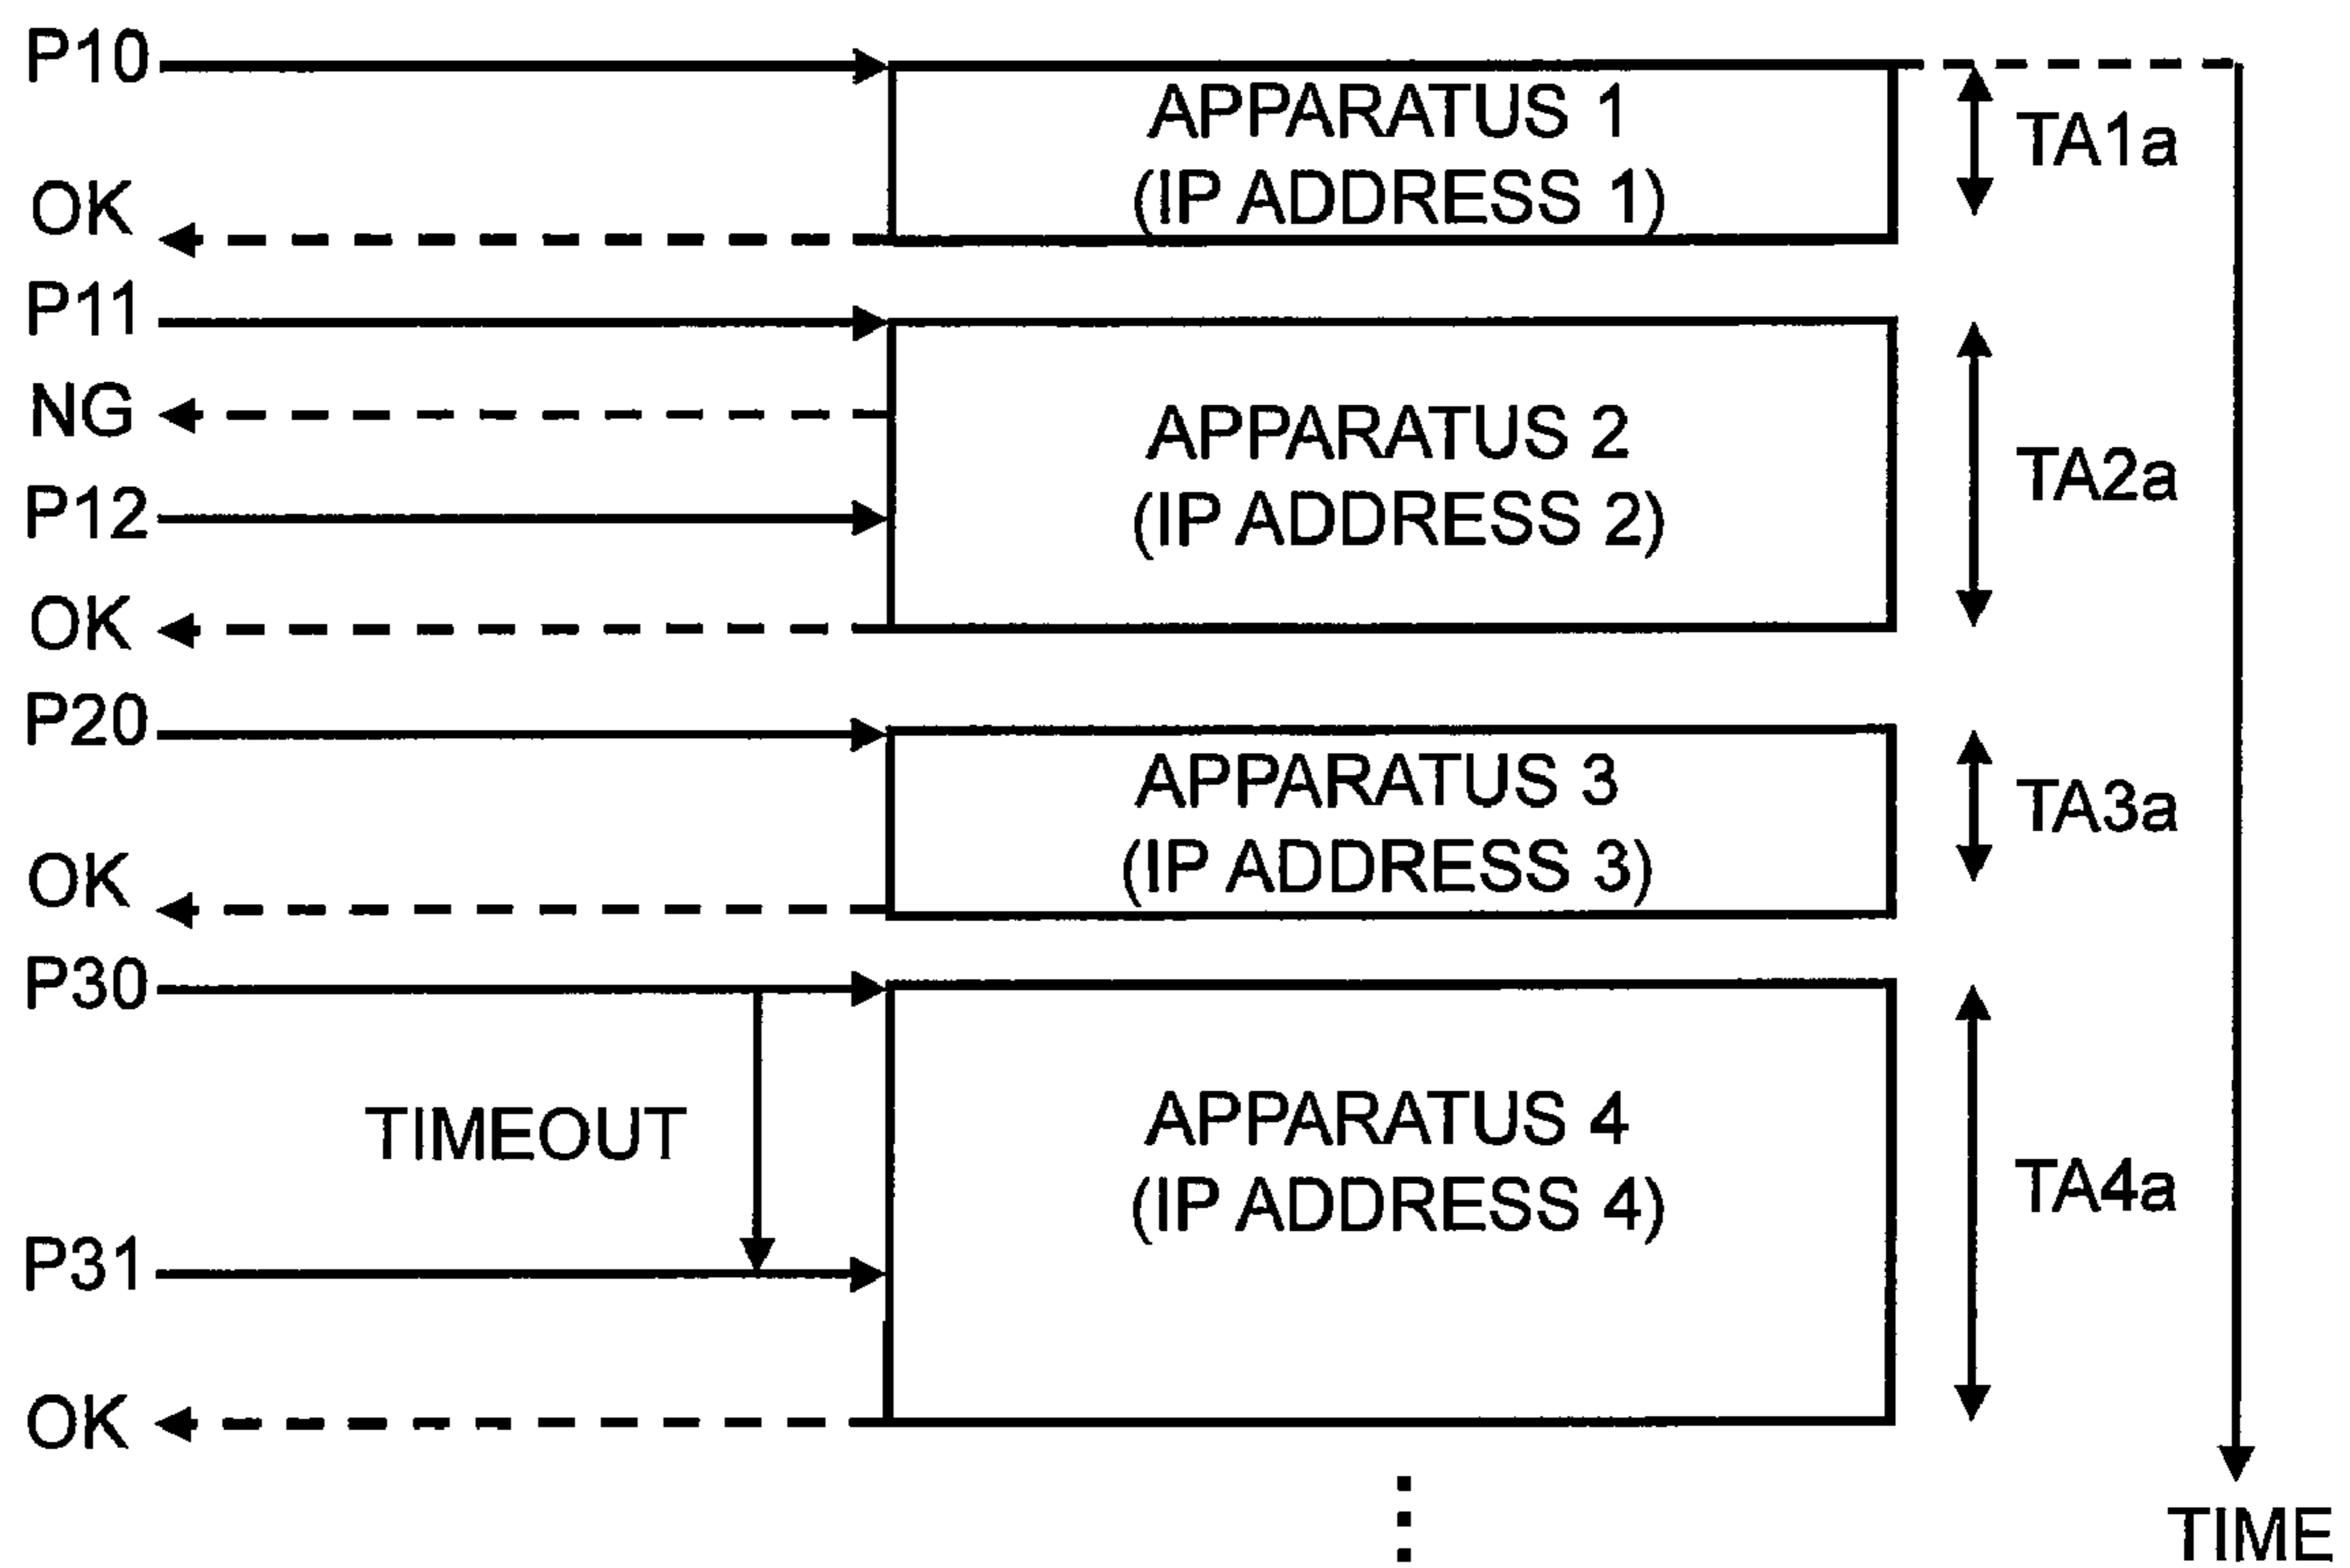 P10
APPARATUS 1
(IP ADDRESS 1)
TA1a
OK
P11
NG
APPARATUS 2
(IP ADDRESS 2)
TA2a
P12
OK
P20
APPARATUS 3
(IP ADDRESS 3)
TA3a
OK
P30
TIMEOUT
APPARATUS 4
(IP ADDRESS 4)
TA4a
P31
OK
TIME